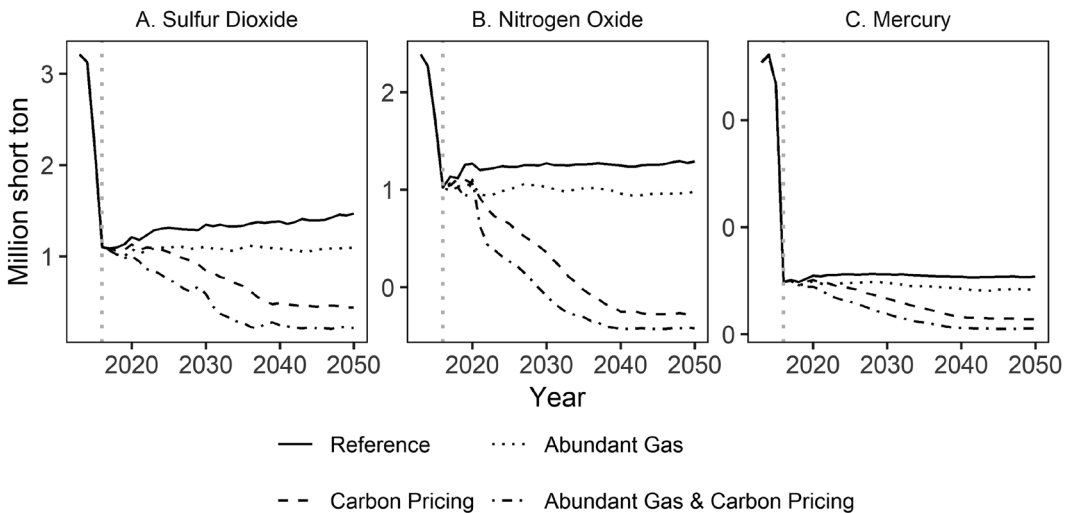 A. Sulfur Dioxide B. Nitrogen Oxide C. Mercury
Million short ton
3
2
1
2
1
0
0
0
0
2020 2030 2040 2050 2020 2030 2040 2050 2020 2030 2040 2050
Year
Reference Abundant Gas
Carbon Pricing Abundant Gas & Carbon Pricing